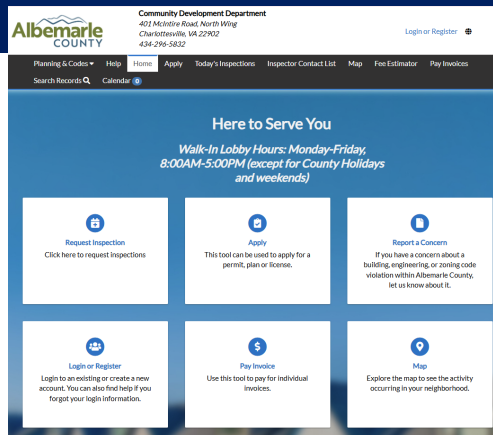 Albemarle
COUNTY
Community Development Department
401 McIntire Road, North Wing
Charlottesville, VA 22902
434-296-5832
Login or Register
Planning & Codes Help Home Apply Today's Inspections Inspector Contact List Map Fee Estimator Pay Invoices
Search Records Calendar 0
Here to Serve You
Walk-In Lobby Hours: Monday-Friday,
8:00AM-5:00PM (except for County Holidays
and weekends)
Request Inspection
Click here to request inspections
Apply
This tool can be used to apply for a
permit, plan or license.
Report a Concern
If you have a concern about a
building, engineering, or zoning code
violation within Albemarle County,
let us know about it.
Login or Register
Login to an existing or create a new
account. You can also find help if you
forgot your login information.
Pay Invoice
Use this tool to pay for individual
invoices.
Map
Explore the map to see the activity
occurring in your neighborhood.